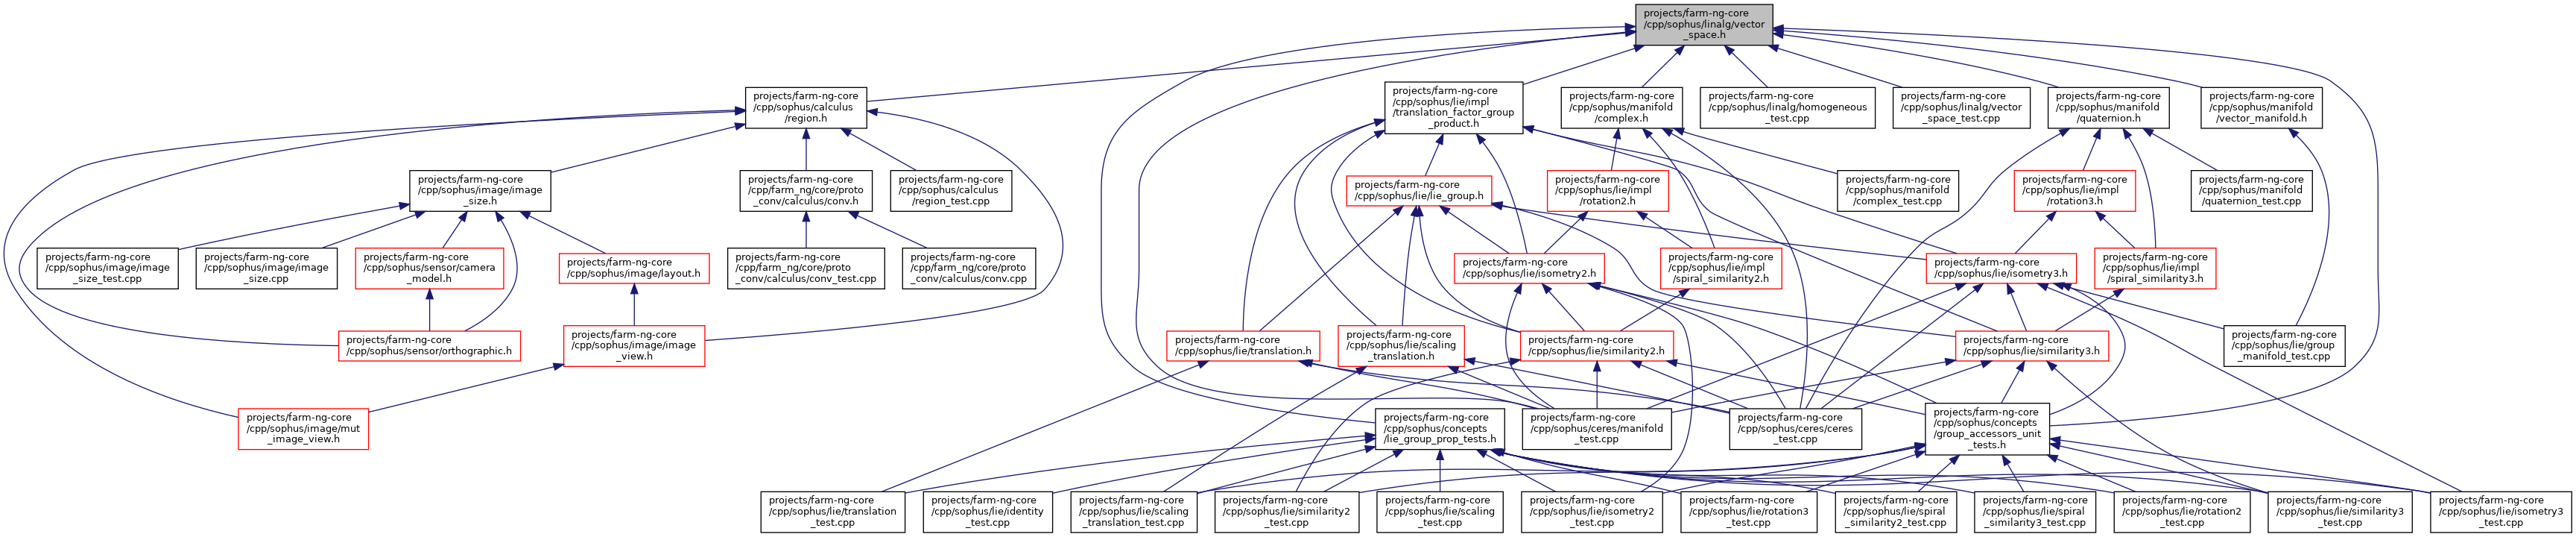 projects/farm-ng-core
/cpp/sophus/linalg/vector
_space.h
projects/farm-ng-core
/cpp/sophus/calculus
/region.h
projects/farm-ng-core
/cpp/sophus/lie/impl
/translation_factor_group
_product.h
projects/farm-ng-core
/cpp/sophus/manifold
/complex.h
projects/farm-ng-core
/cpp/sophus/linalg/homogeneous
_test.cpp
projects/farm-ng-core
/cpp/sophus/linalg/vector
_space_test.cpp
projects/farm-ng-core
/cpp/sophus/manifold
/quaternion.h
projects/farm-ng-core
/cpp/sophus/manifold
/vector_manifold.h
projects/farm-ng-core
/cpp/sophus/image/image
_size.h
projects/farm-ng-core
/cpp/farm_ng/core/proto
_conv/calculus/conv.h
projects/farm-ng-core
/cpp/sophus/calculus
/region_test.cpp
projects/farm-ng-core
/cpp/sophus/lie/lie_group.h
projects/farm-ng-core
/cpp/sophus/lie/impl
/rotation2.h
projects/farm-ng-core
/cpp/sophus/manifold
/complex_test.cpp
projects/farm-ng-core
/cpp/sophus/lie/impl
/rotation3.h
projects/farm-ng-core
/cpp/sophus/manifold
/quaternion_test.cpp
projects/farm-ng-core
/cpp/sophus/image/image
_size_test.cpp
projects/farm-ng-core
/cpp/sophus/image/image
_size.cpp
projects/farm-ng-core
/cpp/sophus/sensor/camera
_model.h
projects/farm-ng-core
/cpp/sophus/image/layout.h
projects/farm-ng-core
/cpp/farm_ng/core/proto
_conv/calculus/conv_test.cpp
projects/farm-ng-core
/cpp/farm_ng/core/proto
_conv/calculus/conv.cpp
projects/farm-ng-core
/cpp/sophus/lie/isometry2.h
projects/farm-ng-core
/cpp/sophus/lie/impl
/spiral_similarity2.h
projects/farm-ng-core
/cpp/sophus/lie/isometry3.h
projects/farm-ng-core
/cpp/sophus/lie/impl
/spiral_similarity3.h
projects/farm-ng-core
/cpp/sophus/sensor/orthographic.h
projects/farm-ng-core
/cpp/sophus/image/image
_view.h
projects/farm-ng-core
/cpp/sophus/lie/translation.h
projects/farm-ng-core
/cpp/sophus/lie/scaling
_translation.h
projects/farm-ng-core
/cpp/sophus/lie/similarity2.h
projects/farm-ng-core
/cpp/sophus/lie/similarity3.h
projects/farm-ng-core
/cpp/sophus/lie/group
_manifold_test.cpp
projects/farm-ng-core
/cpp/sophus/image/mut
_image_view.h
projects/farm-ng-core
/cpp/sophus/concepts
/lie_group_prop_tests.h
projects/farm-ng-core
/cpp/sophus/ceres/manifold
_test.cpp
projects/farm-ng-core
/cpp/sophus/ceres/ceres
_test.cpp
projects/farm-ng-core
/cpp/sophus/concepts
/group_accessors_unit
_tests.h
projects/farm-ng-core
/cpp/sophus/lie/translation
_test.cpp
projects/farm-ng-core
/cpp/sophus/lie/identity
_test.cpp
projects/farm-ng-core
/cpp/sophus/lie/scaling
_translation_test.cpp
projects/farm-ng-core
/cpp/sophus/lie/similarity2
_test.cpp
projects/farm-ng-core
/cpp/sophus/lie/scaling
_test.cpp
projects/farm-ng-core
/cpp/sophus/lie/isometry2
_test.cpp
projects/farm-ng-core
/cpp/sophus/lie/rotation3
_test.cpp
projects/farm-ng-core
/cpp/sophus/lie/spiral
_similarity2_test.cpp
projects/farm-ng-core
/cpp/sophus/lie/spiral
_similarity3_test.cpp
projects/farm-ng-core
/cpp/sophus/lie/rotation2
_test.cpp
projects/farm-ng-core
/cpp/sophus/lie/similarity3
_test.cpp
projects/farm-ng-core
/cpp/sophus/lie/isometry3
_test.cpp